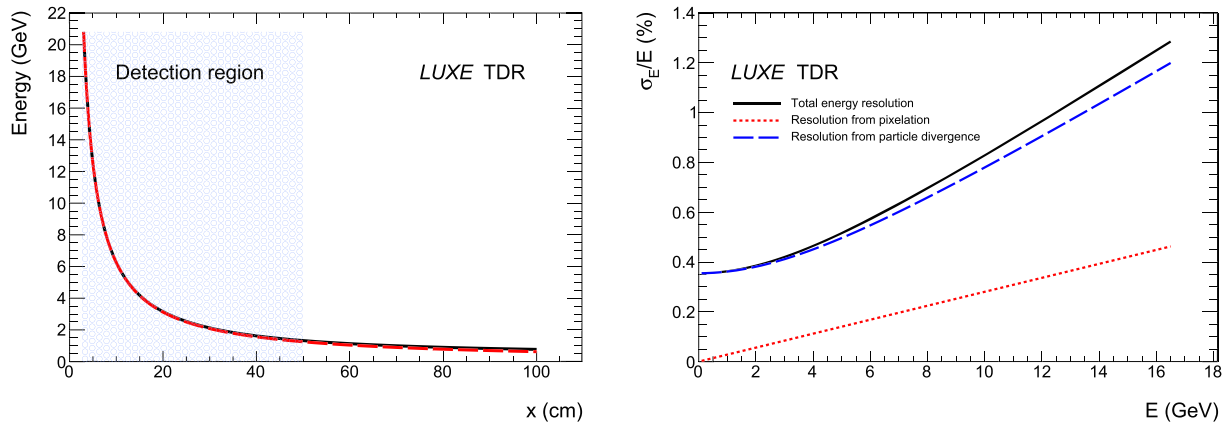 Energy (GeV)
22
20
18
16
14
12
10
8
6
4
2
0
Detection region
LUXE TDR
0 20 40 60 80 100
x (cm)
σE/E (%)
1.4
1.2
1
0.8
0.6
0.4
0.2
0
LUXE TDR
Total energy resolution
Resolution from pixelation
Resolution from particle divergence
0 2 4 6 8 10 12 14 16 18
E (GeV)